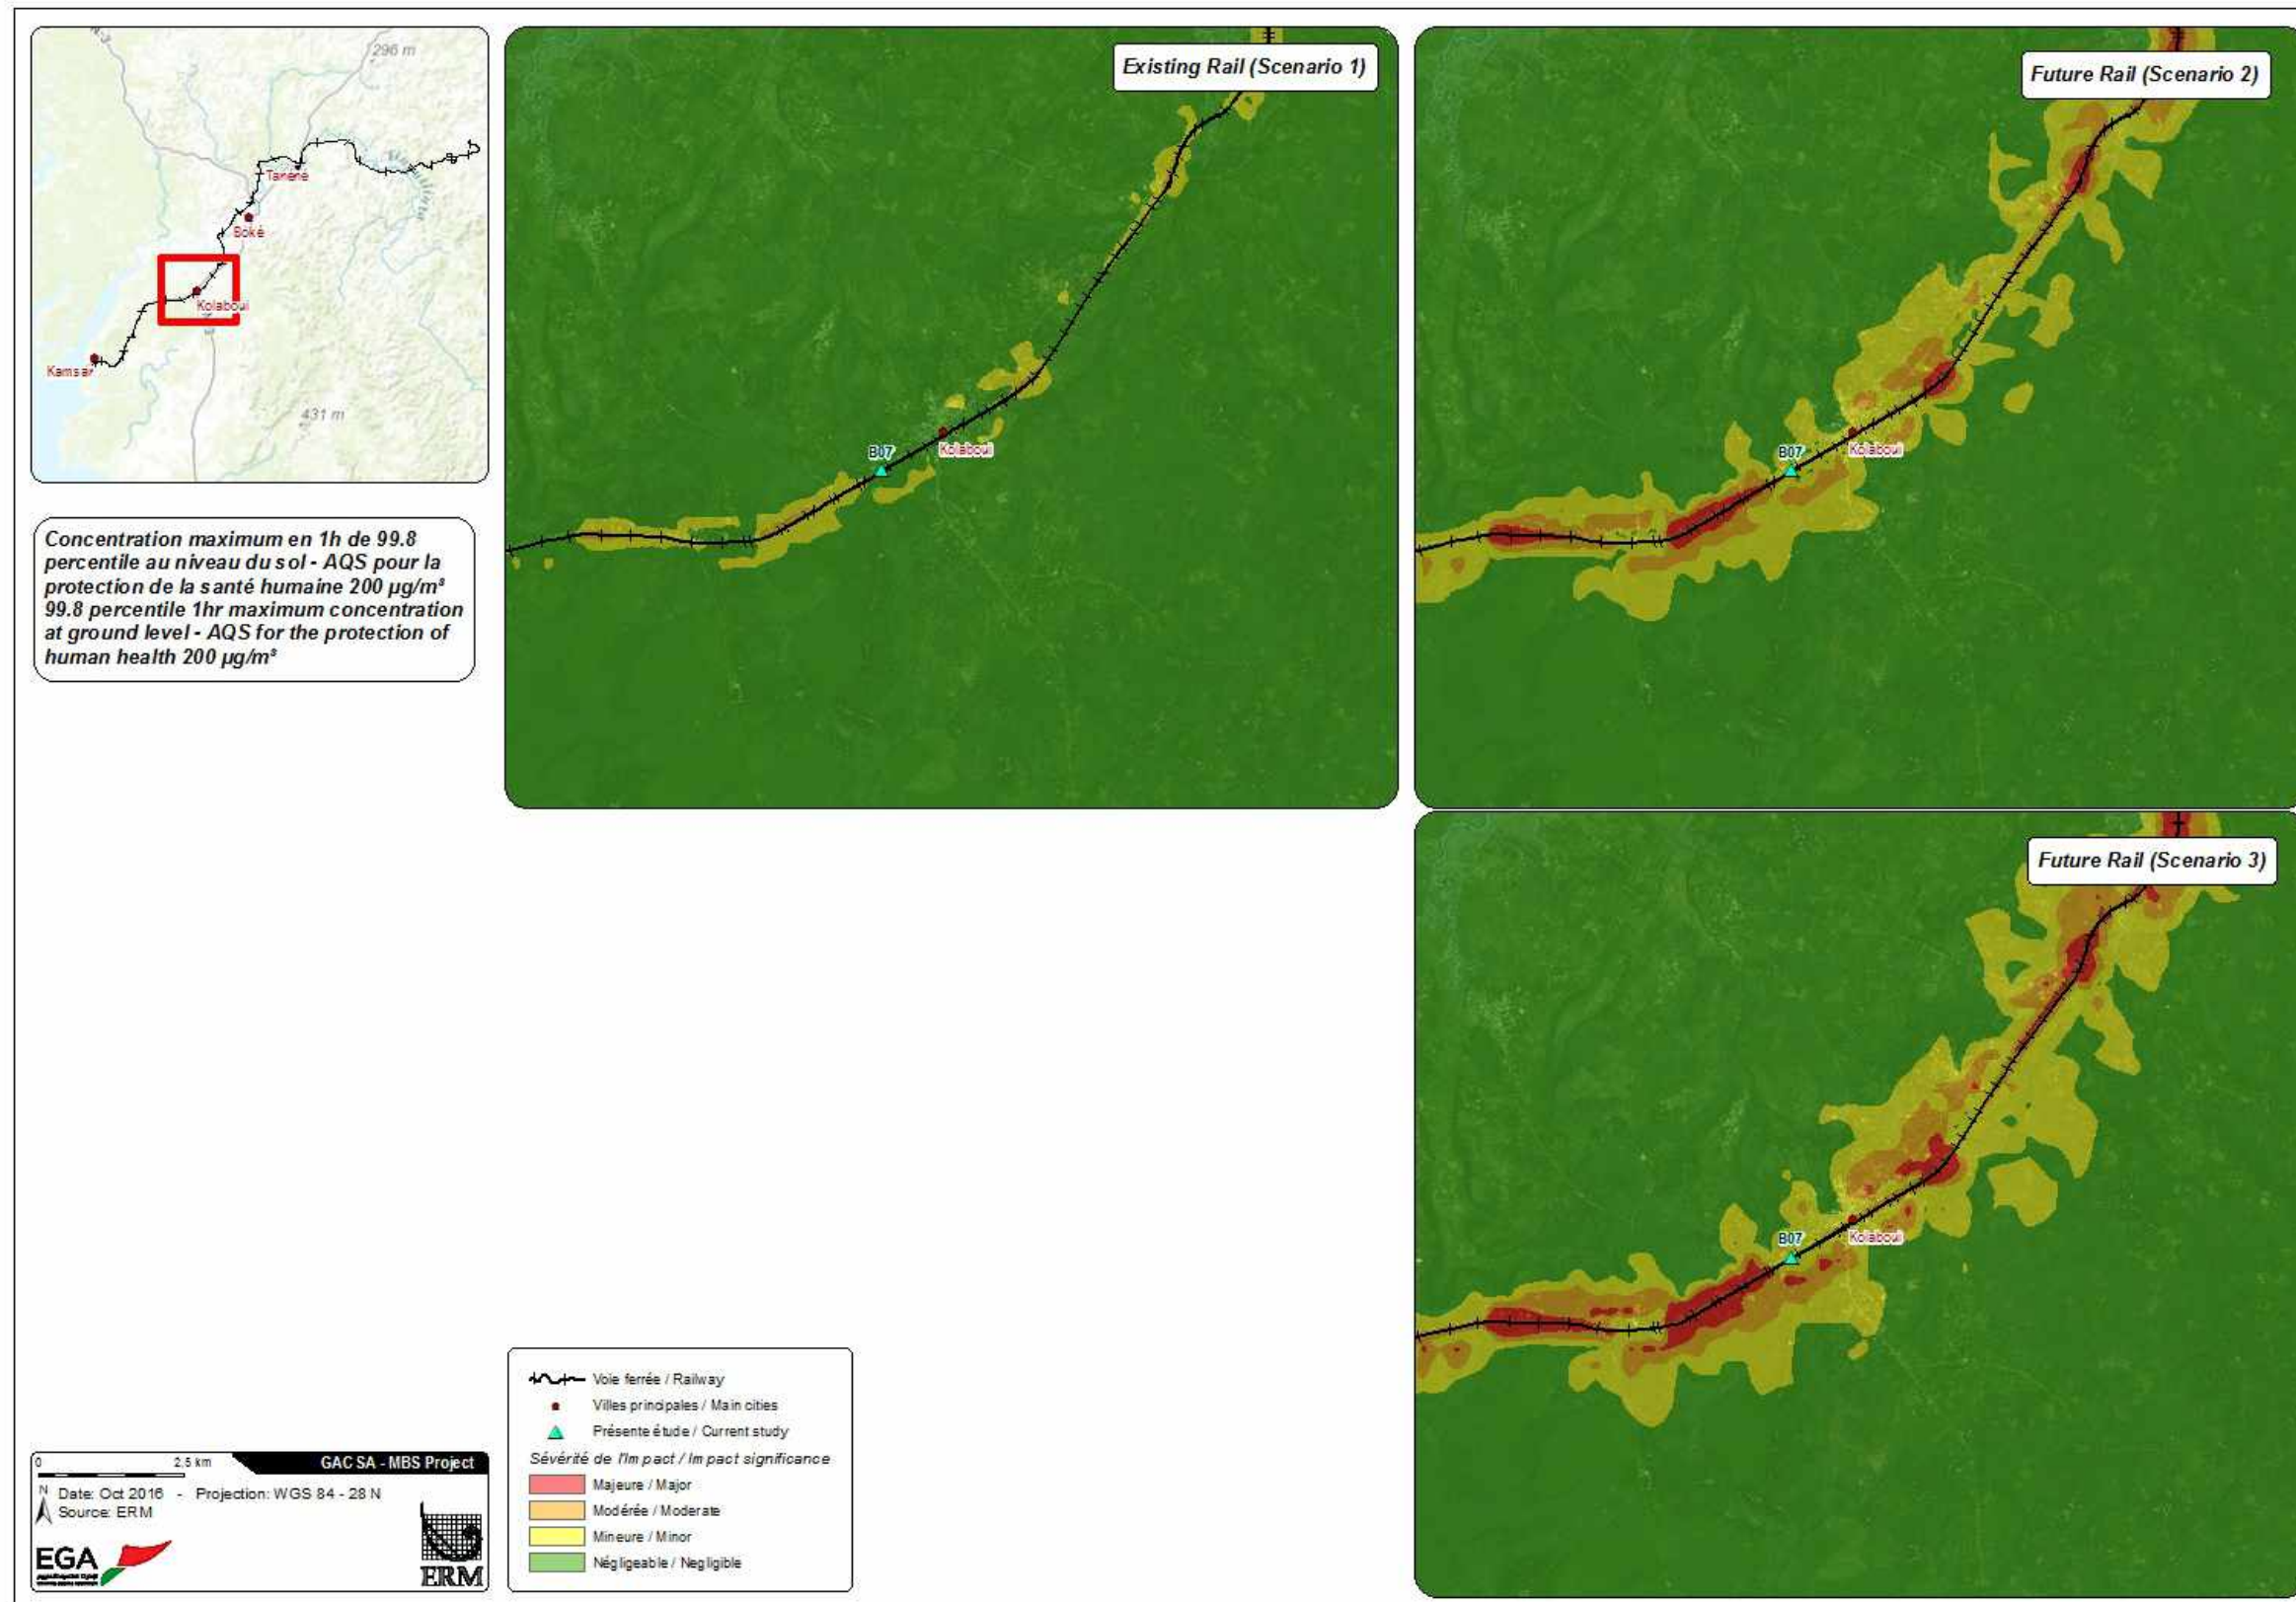 N-3
296 m
Tanene
Boké
Kolaboui
Kamsar
431 m
Concentration maximum en 1h de 99.8
percentile au niveau du sol - AQS pour la
protection de la santé humaine 200 µg/m³
99.8 percentile 1hr maximum concentration
at ground level - AQS for the protection of
human health 200 µg/m³
Existing Rail (Scenario 1)
B07
Kolaboui
Future Rail (Scenario 2)
B07
Kolaboui
Future Rail (Scenario 3)
B07
Kolaboui
Voie ferrée / Railway
Villes principales / Main cities
Présente étude / Current study
Sévérité de l'Impact / Impact significance
Majeure / Major
Modérée / Moderate
Mineure / Minor
Négligeable / Negligible
0 2.5 km
GAC SA - MBS Project
N
Date: Oct 2016 - Projection: WGS 84 - 28 N
Source: ERM
EGA
ERM